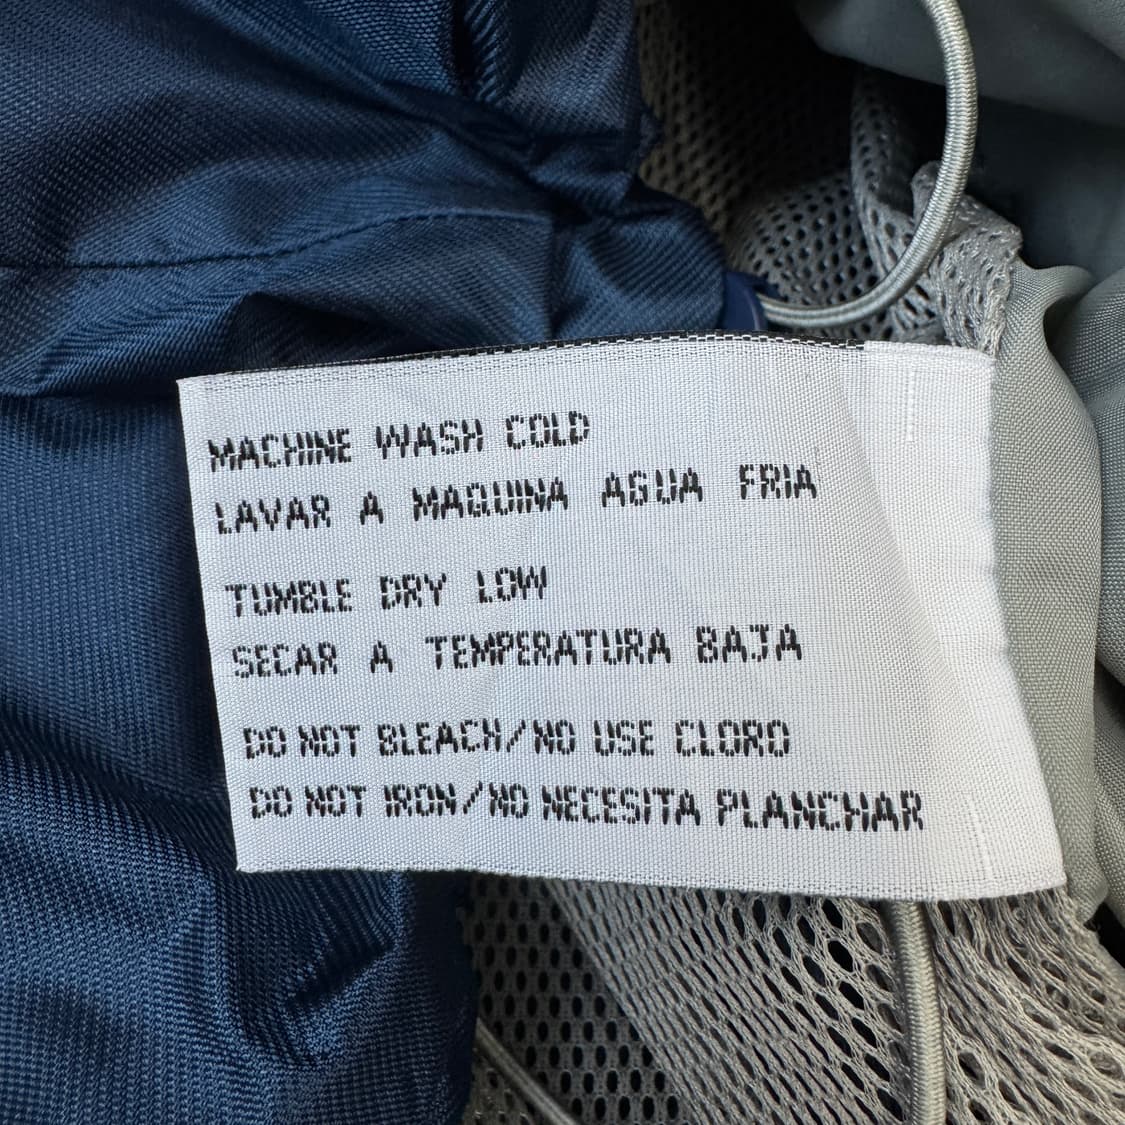 MACHINE WASH COLD
LAVAR A MAQUINA AGUA FRIA
TUMBLE DRY LOW
SECAR A TEMPERATURA BAJA
DO NOT BLEACH/NO USE CLORO
DO NOT IRON/NO NECESITA PLANCHAR